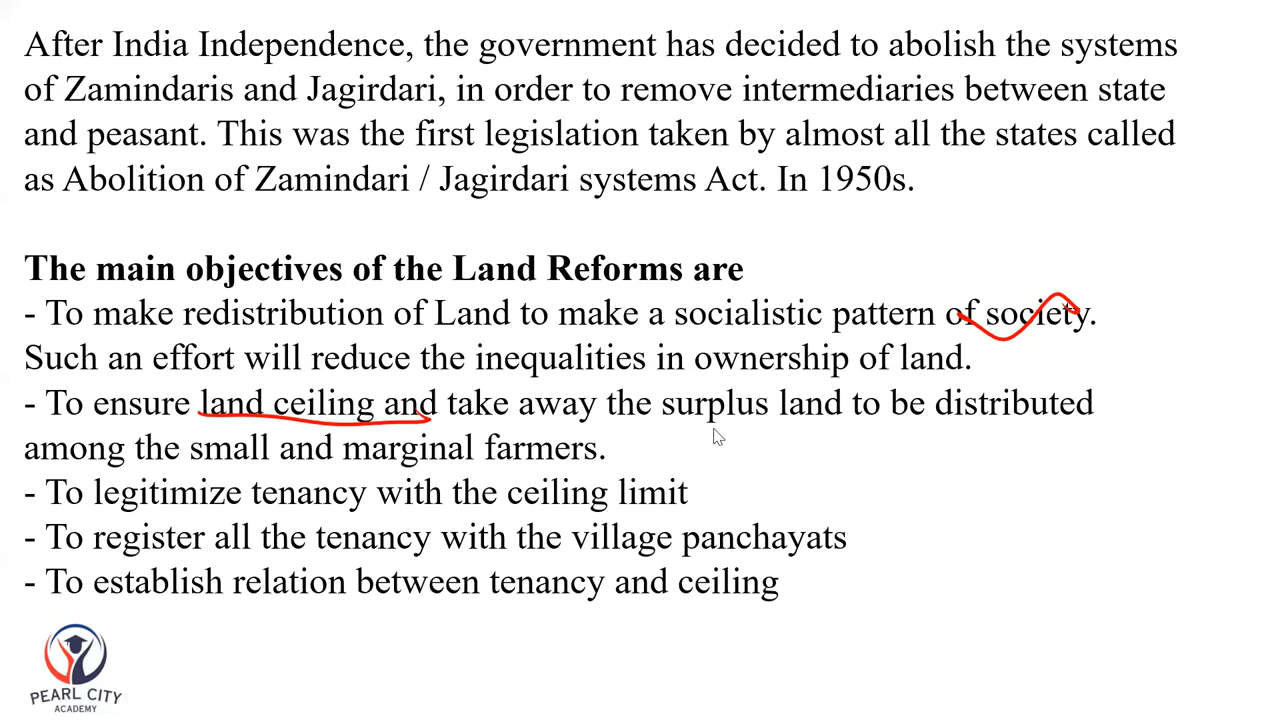 After India Independence, the government has decided to abolish the systems
of Zamindaris and Jagirdari, in order to remove intermediaries between state
and peasant. This was the first legislation taken by almost all the states called
as Abolition of Zamindari / Jagirdari systems Act. In 1950s.
The main objectives of the Land Reforms are
- To make redistribution of Land to make a socialistic pattern of society.
Such an effort will reduce the inequalities in ownership of land.
- To ensure land ceiling and take away the surplus land to be distributed
among the small and marginal farmers.
- To legitimize tenancy with the ceiling limit
- To register all the tenancy with the village panchayats
- To establish relation between tenancy and ceiling
PEARL CITY
ACADEMY